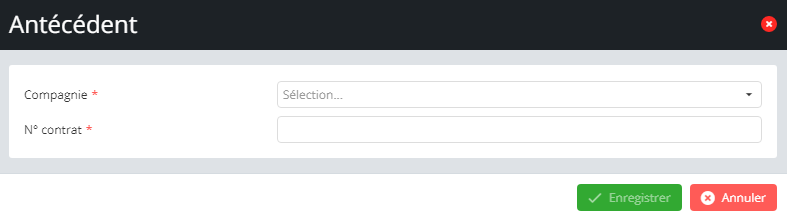 Antécédent
Compagnie *
Sélection...
N° contrat *
Enregistrer
Annuler